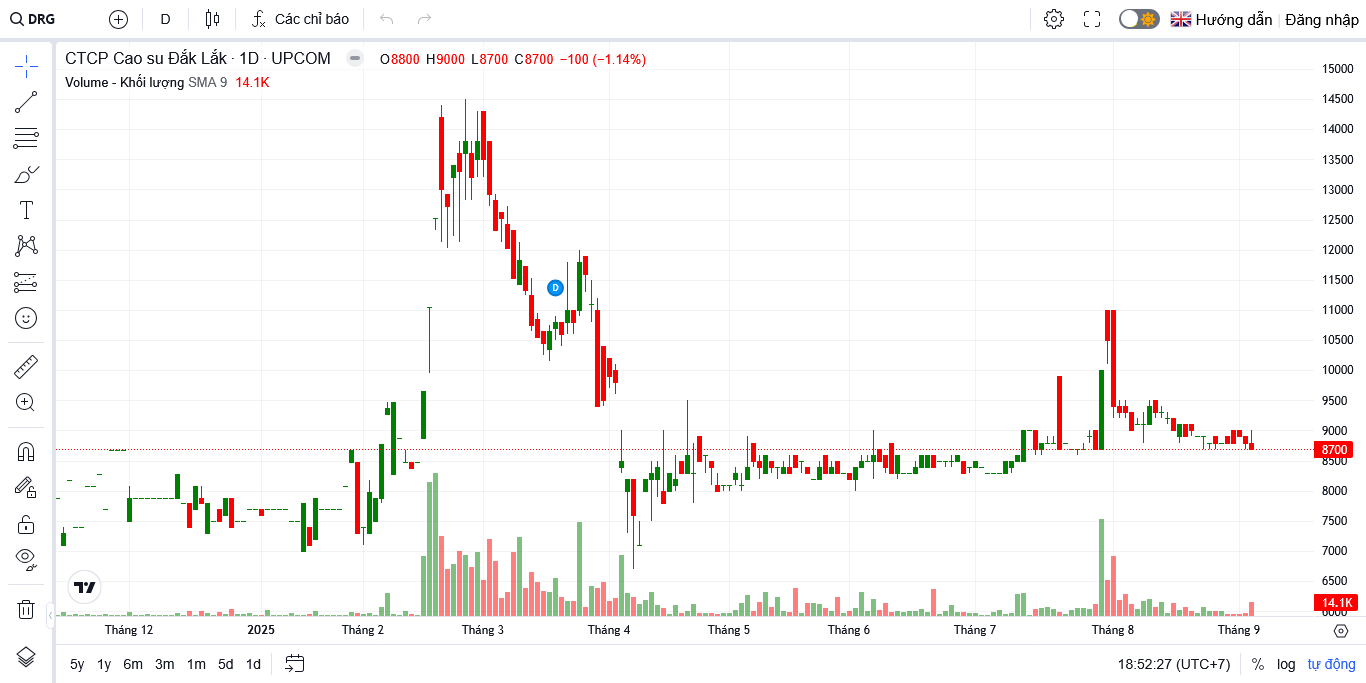 DRG D Các chỉ báo Hướng dẫn Đăng nhập
CTCP Cao su Đắk Lắk · 1D · UPCOM O8800 H9000 L8700 C8700 −100 (−1.14%)
Volume - Khối lượng SMA 9 14.1K
15000
14500
14000
13500
13000
12500
12000
11500
D
11000
10500
10000
9500
9000
8700
8500
8000
7500
7000
6500
14.1K
6000
Tháng 12 2025 Tháng 2 Tháng 3 Tháng 4 Tháng 5 Tháng 6 Tháng 7 Tháng 8 Tháng 9
5y 1y 6m 3m 1m 5d 1d 18:52:27 (UTC+7) % log tự động